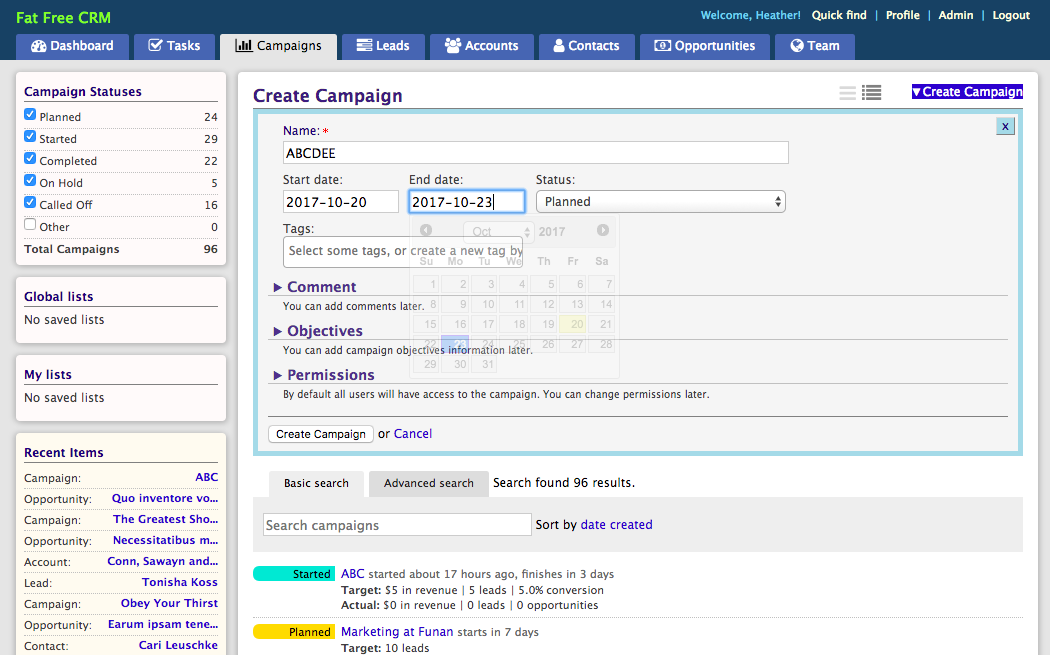 Fat Free CRM
Welcome, Heather! Quick find | Profile | Admin | Logout
Dashboard Tasks Campaigns Leads Accounts Contacts Opportunities Team
Campaign Statuses
Planned 24
Started 29
Completed 22
On Hold 5
Called Off 16
Other 0
Total Campaigns 96
Global lists
No saved lists
My lists
No saved lists
Recent Items
Campaign: ABC
Opportunity: Quo inventore vo...
Campaign: The Greatest Sho...
Opportunity: Necessitatibus m...
Account: Conn, Sawayn and...
Lead: Tonisha Koss
Campaign: Obey Your Thirst
Opportunity: Earum ipsam tene...
Contact: Cari Leuschke
Create Campaign
▼Create Campaign
x
Name: *
ABCDEE
Start date: End date: Status:
2017-10-20 2017-10-23 Planned
Tags:
Select some tags, or create a new tag by
Oct 2017
Su Mo Tu We Th Fr Sa
1 2 3 4 5 6 7
8 9 10 11 12 13 14
15 16 17 18 19 20 21
22 23 24 25 26 27 28
29 30 31
▶ Comment
You can add comments later.
▶ Objectives
You can add campaign objectives information later.
▶ Permissions
By default all users will have access to the campaign. You can change permissions later.
Create Campaign or Cancel
Basic search Advanced search Search found 96 results.
Search campaigns Sort by date created
Started ABC started about 17 hours ago, finishes in 3 days
Target: $5 in revenue | 5 leads | 5.0% conversion
Actual: $0 in revenue | 0 leads | 0 opportunities
Planned Marketing at Funan starts in 7 days
Target: 10 leads